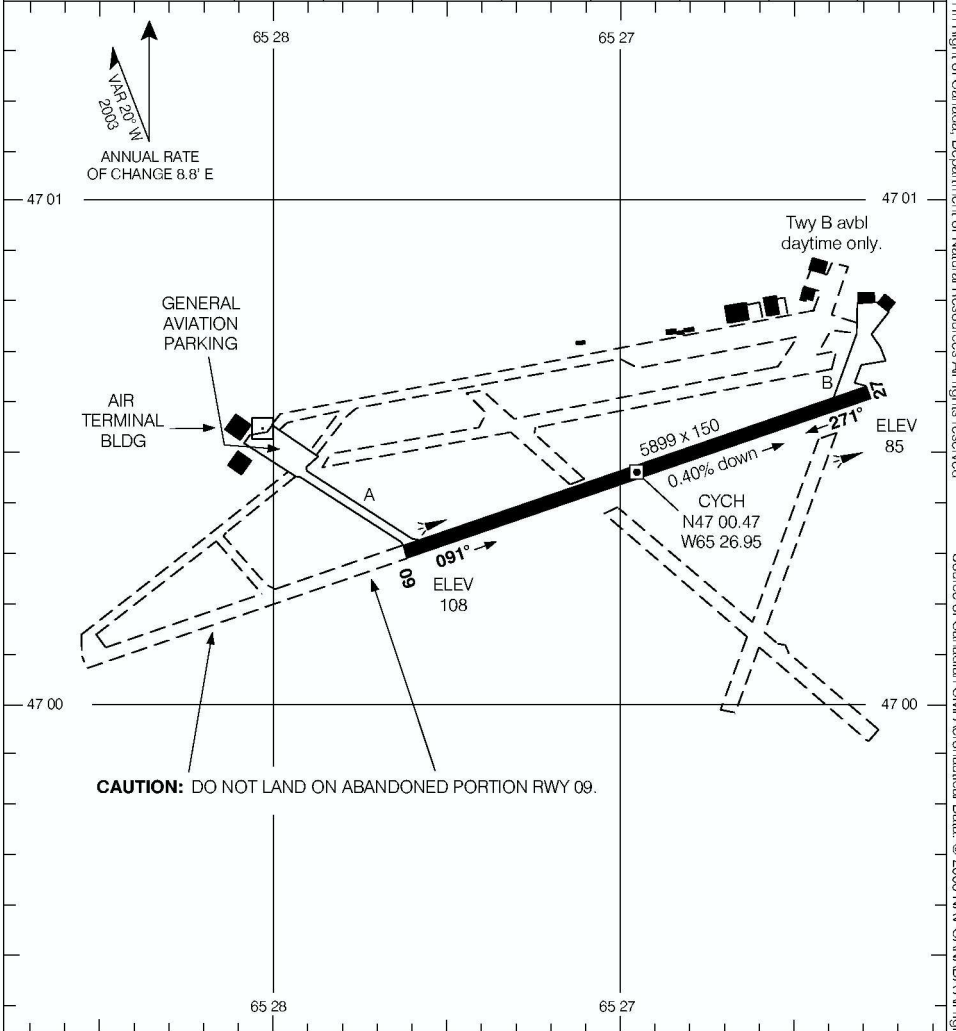 65 28
65 27
VAR 20° W
2003
ANNUAL RATE
OF CHANGE 8.8' E
47 01
47 01
Twy B avbl
daytime only.
GENERAL
AVIATION
PARKING
AIR
TERMINAL
BLDG
B
27
271°
ELEV
85
5899 x 150
0.40% down
A
CYCH
N47 00.47
W65 26.95
09
091°
ELEV
108
47 00
47 00
CAUTION: DO NOT LAND ON ABANDONED PORTION RWY 09.
65 28
65 27